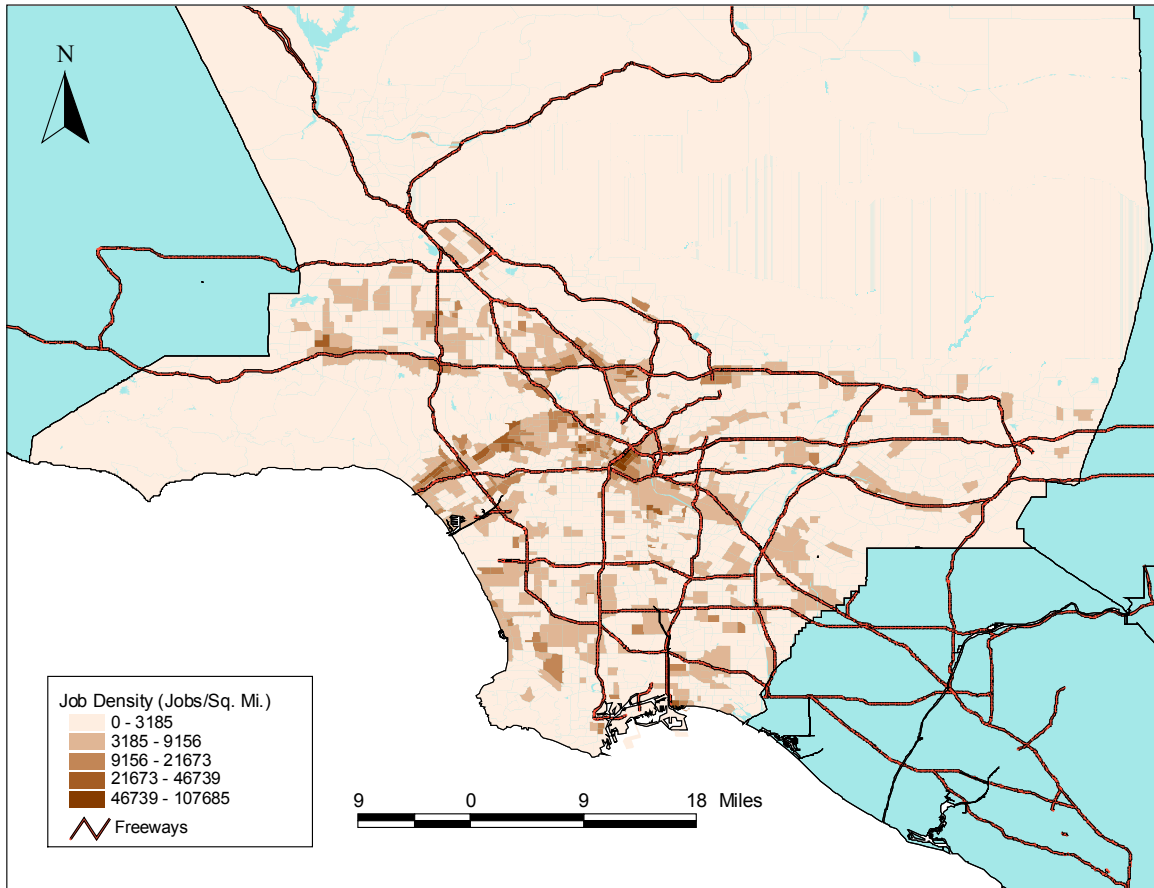 N
Job Density (Jobs/Sq. Mi.)
0 - 3185
3185 - 9156
9156 - 21673
21673 - 46739
46739 - 107685
Freeways
9 0 9 18 Miles